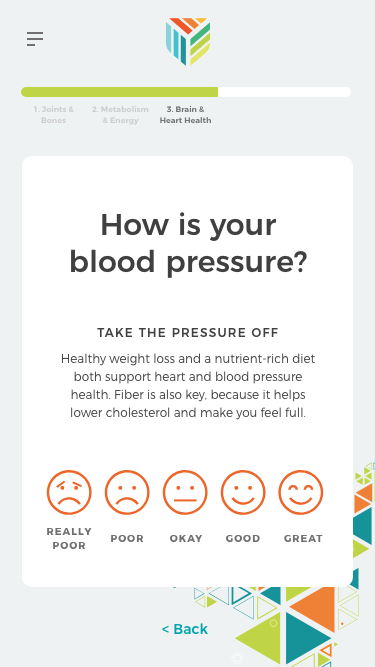 1. Joints &
Bones
2. Metabolism
& Energy
3. Brain &
Heart Health
How is your
blood pressure?
TAKE THE PRESSURE OFF
Healthy weight loss and a nutrient-rich diet
both support heart and blood pressure
health. Fiber is also key, because it helps
lower cholesterol and make you feel full.
REALLY
POOR
POOR
OKAY
GOOD
GREAT
< Back